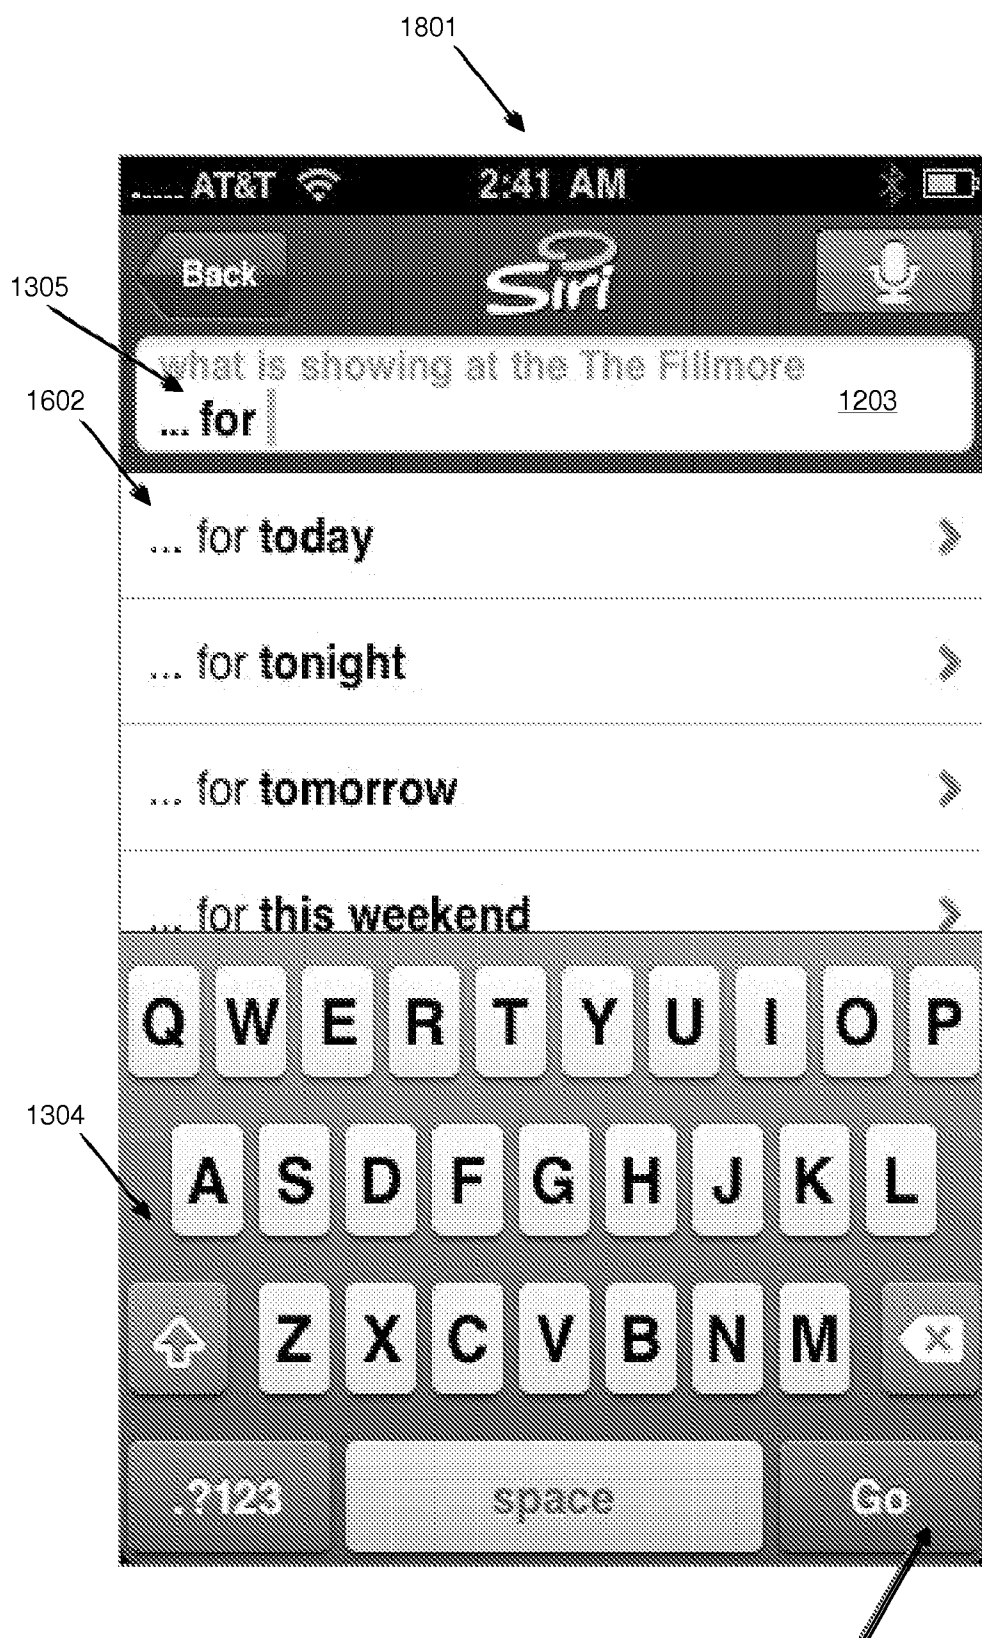 1801
..... AT&T 2:41 AM
Back Siri
1305
what is showing at the The Fillmore
1602
... for
1203
... for today
... for tonight
... for tomorrow
... for this weekend
Q W E R T Y U I O P
1304
A S D F G H J K L
Z X C V B N M
.?123 space Go